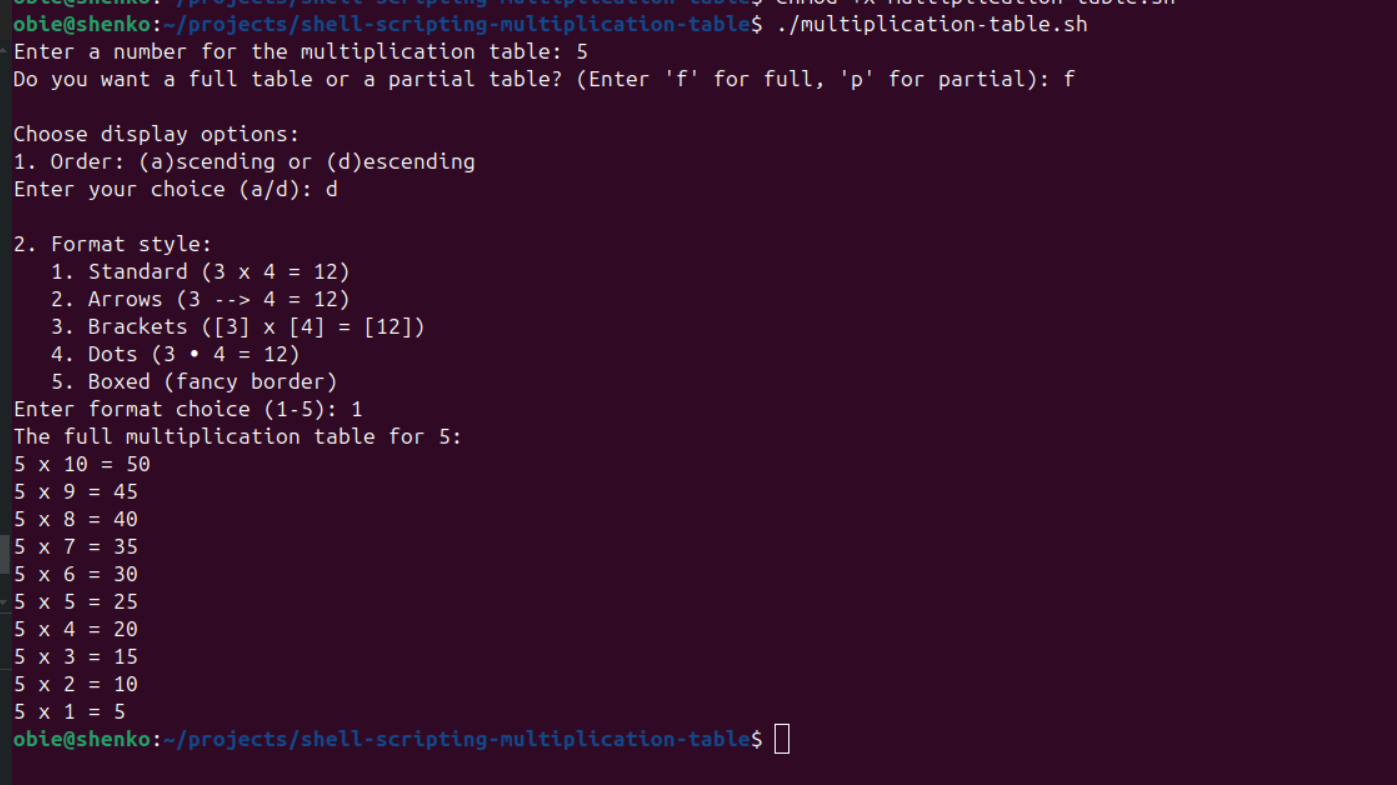 obie@shenko:~/projects/shell-scripting-multiplication-table$ chmod +x multiplication-table.sh
obie@shenko:~/projects/shell-scripting-multiplication-table$ ./multiplication-table.sh
Enter a number for the multiplication table: 5
Do you want a full table or a partial table? (Enter 'f' for full, 'p' for partial): f

Choose display options:
1. Order: (a)scending or (d)escending
Enter your choice (a/d): d

2. Format style:
   1. Standard (3 x 4 = 12)
   2. Arrows (3 --> 4 = 12)
   3. Brackets ([3] x [4] = [12])
   4. Dots (3 • 4 = 12)
   5. Boxed (fancy border)
Enter format choice (1-5): 1
The full multiplication table for 5:
5 x 10 = 50
5 x 9 = 45
5 x 8 = 40
5 x 7 = 35
5 x 6 = 30
5 x 5 = 25
5 x 4 = 20
5 x 3 = 15
5 x 2 = 10
5 x 1 = 5
obie@shenko:~/projects/shell-scripting-multiplication-table$